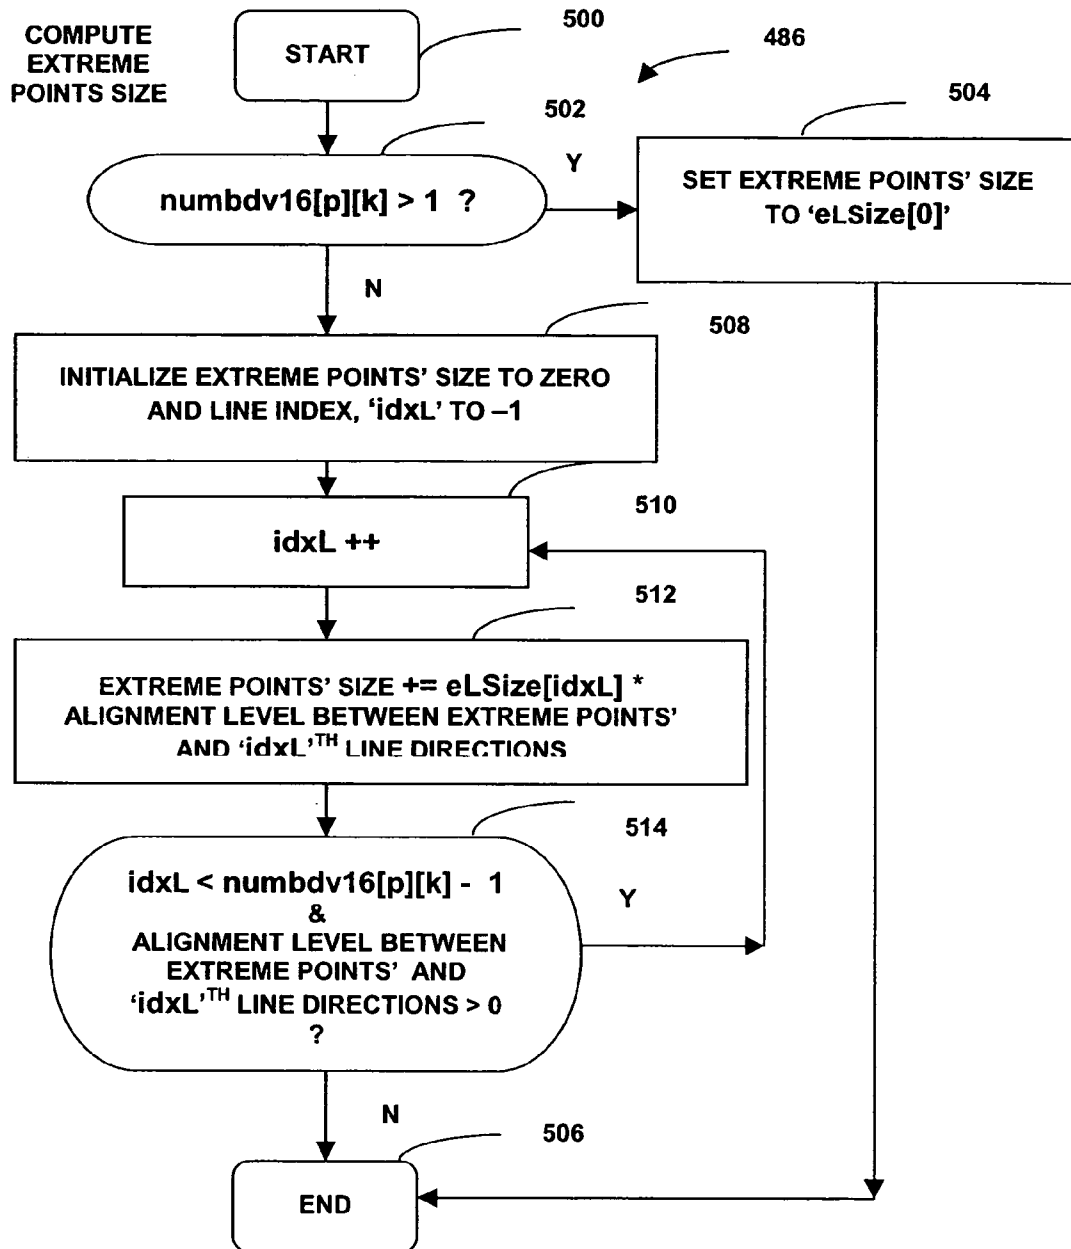 COMPUTE
EXTREME
POINTS SIZE
START
500
486
502
numbdv16[p][k] > 1 ?
Y
504
SET EXTREME POINTS’ SIZE
TO ‘eLSize[0]’
N
508
INITIALIZE EXTREME POINTS’ SIZE TO ZERO
AND LINE INDEX, ‘idxL’ TO –1
510
idxL ++
512
EXTREME POINTS’ SIZE += eLSize[idxL] *
ALIGNMENT LEVEL BETWEEN EXTREME POINTS’
AND ‘idxL’TH LINE DIRECTIONS
514
idxL < numbdv16[p][k] - 1
&
ALIGNMENT LEVEL BETWEEN
EXTREME POINTS’ AND
‘idxL’TH LINE DIRECTIONS > 0
?
Y
N
506
END